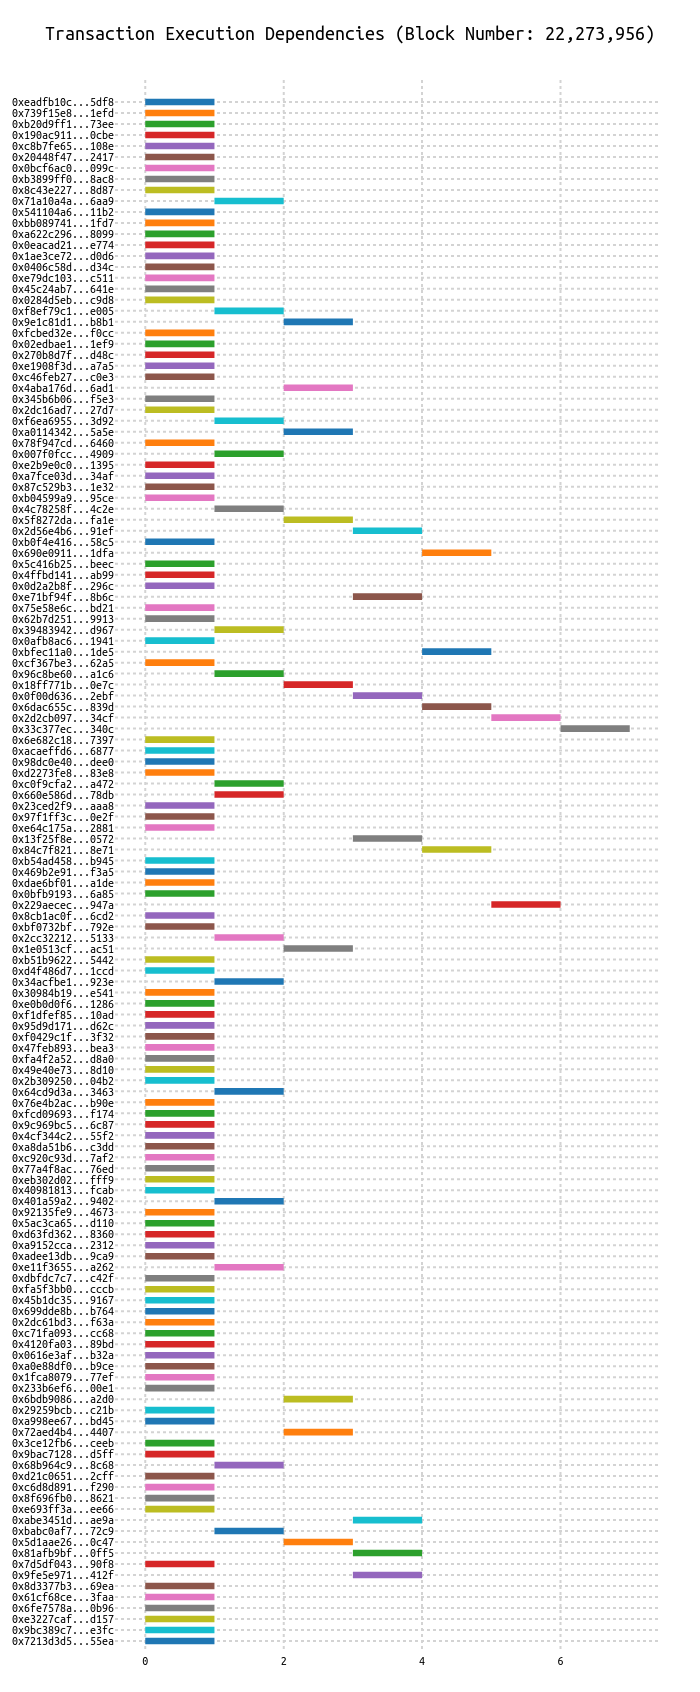 Transaction Execution Dependencies (Block Number: 22,273,956)
0xeadfb10c...5df8
0x739f15e8...1efd
0xb20d9ff1...73ee
0x190ac911...0cbe
0xc8b7fe65...108e
0x20448f47...2417
0x0bcf6ac0...099c
0xb3899ff0...8ac8
0x8c43e227...8d87
0x71a10a4a...6aa9
0x541104a6...11b2
0xbb089741...1fd7
0xa622c296...8099
0x0eacad21...e774
0x1ae3ce72...d0d6
0x0406c58d...d34c
0xe79dc103...c511
0x45c24ab7...641e
0x0284d5eb...c9d8
0xf8ef79c1...e005
0x9e1c81d1...b8b1
0xfcbed32e...f0cc
0x02edbae1...1ef9
0x270b8d7f...d48c
0xe1908f3d...a7a5
0xc46feb27...c0e3
0x4aba176d...6ad1
0x345b6b06...f5e3
0x2dc16ad7...27d7
0xf6ea6955...3d92
0xa0114342...5a5e
0x78f947cd...6460
0x007f0fcc...4909
0xe2b9e0c0...1395
0xa7fce03d...34af
0x87c529b3...1e32
0xb04599a9...95ce
0x4c78258f...4c2e
0x5f8272da...fa1e
0x2d56e4b6...91ef
0xb0f4e416...58c5
0x690e0911...1dfa
0x5c416b25...beec
0x4ffbd141...ab99
0x0d2a2b8f...296c
0xe71bf94f...8b6c
0x75e58e6c...bd21
0x62b7d251...9913
0x39483942...d967
0x0afb8ac6...1941
0xbfec11a0...1de5
0xcf367be3...62a5
0x96c8be60...a1c6
0x18ff771b...0e7c
0x0f00d636...2ebf
0x6dac655c...839d
0x2d2cb097...34cf
0x33c377ec...340c
0x6e682c18...7397
0xacaeffd6...6877
0x98dc0e40...dee0
0xd2273fe8...83e8
0xc0f9cfa2...a472
0x660e586d...78db
0x23ced2f9...aaa8
0x97f1ff3c...0e2f
0xe64c175a...2881
0x13f25f8e...0572
0x84c7f821...8e71
0xb54ad458...b945
0x469b2e91...f3a5
0xdae6bf01...a1de
0x0bfb9193...6a85
0x229aecec...947a
0x8cb1ac0f...6cd2
0xbf0732bf...792e
0x2cc32212...5133
0x1e0513cf...ac51
0xb51b9622...5442
0xd4f486d7...1ccd
0x34acfbe1...923e
0x30984b19...e541
0xe0b0d0f6...1286
0xf1dfef85...10ad
0x95d9d171...d62c
0xf0429c1f...3f32
0x47feb893...bea3
0xfa4f2a52...d8a0
0x49e40e73...8d10
0x2b309250...04b2
0x64cd9d3a...3463
0x76e4b2ac...b90e
0xfcd09693...f174
0x9c969bc5...6c87
0x4cf344c2...55f2
0xa8da51b6...c3dd
0xc920c93d...7af2
0x77a4f8ac...76ed
0xeb302d02...fff9
0x40981813...fcab
0x401a59a2...9402
0x92135fe9...4673
0x5ac3ca65...d110
0xd63fd362...8360
0xa9152cca...2312
0xadee13db...9ca9
0xe11f3655...a262
0xdbfdc7c7...c42f
0xfa5f3bb0...cccb
0x45b1dc35...9167
0x699dde8b...b764
0x2dc61bd3...f63a
0xc71fa093...cc68
0x4120fa03...89bd
0x0616e3af...b32a
0xa0e88df0...b9ce
0x1fca8079...77ef
0x233b6ef6...00e1
0x6bdb9086...a2d0
0x29259bcb...c21b
0xa998ee67...bd45
0x72aed4b4...4407
0x3ce12fb6...ceeb
0x9bac7128...d5ff
0x68b964c9...8c68
0xd21c0651...2cff
0xc6d8d891...f290
0x8f696fb0...8621
0xe693ff3a...ee66
0xabe3451d...ae9a
0xbabc0af7...72c9
0x5d1aae26...0c47
0x81afb9bf...0ff5
0x7d5df043...90f8
0x9fe5e971...412f
0x8d3377b3...69ea
0x61cf68ce...3faa
0x6fe7578a...0b96
0xe3227caf...d157
0x9bc389c7...e3fc
0x7213d3d5...55ea
0 2 4 6